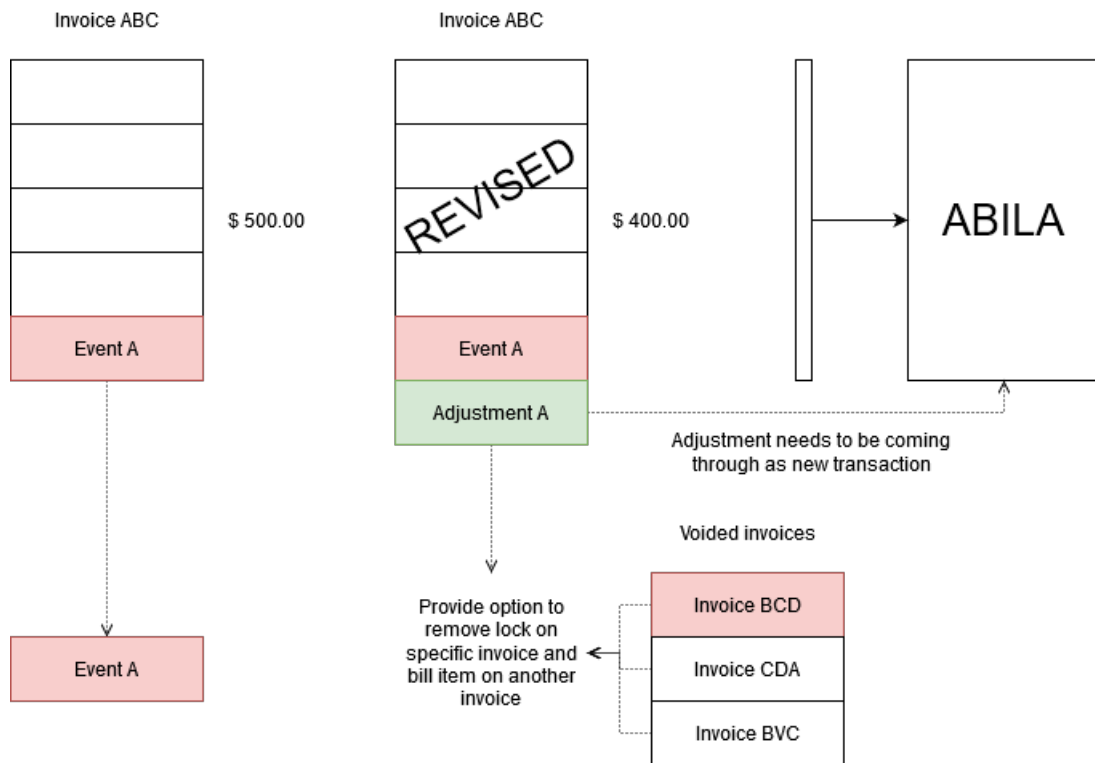 Invoice ABC
Invoice ABC
REVISED
$ 500.00
$ 400.00
ABILA
Event A
Event A
Adjustment A
Adjustment needs to be coming
through as new transaction
Voided invoices
Provide option to
remove lock on
specific invoice and
bill item on another
invoice
Invoice BCD
Invoice CDA
Invoice BVC
Event A